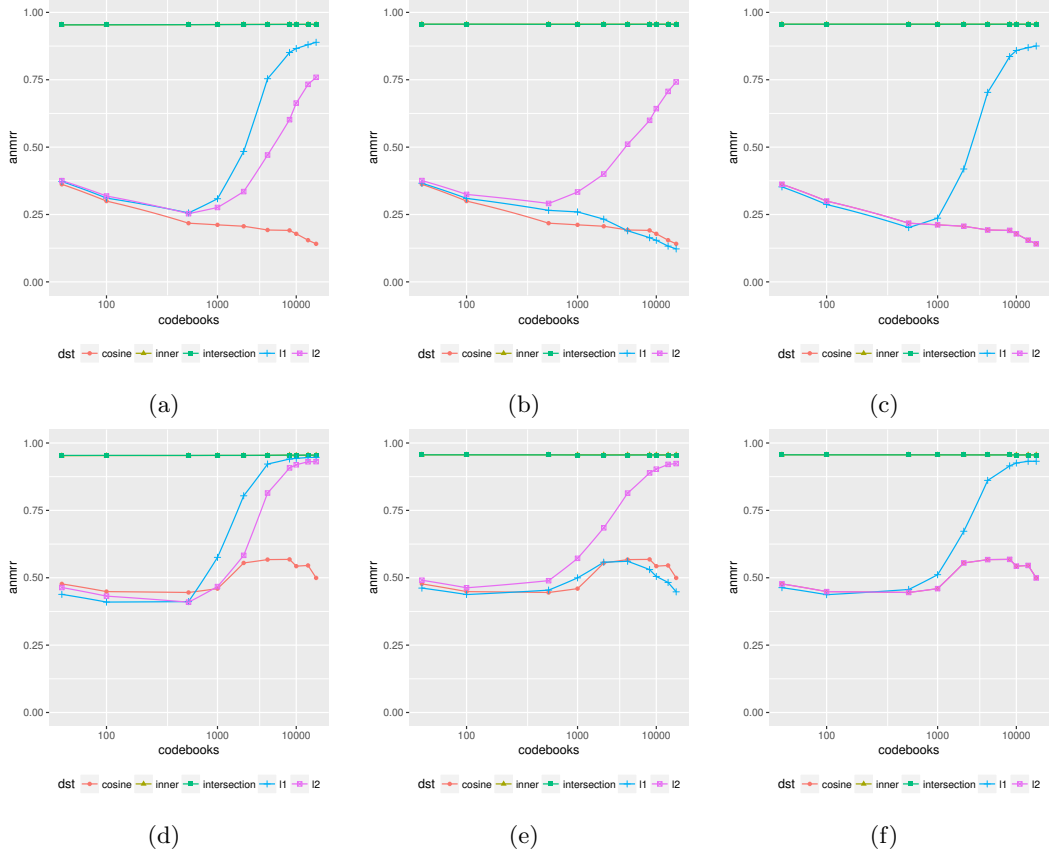 1.00
0.75
0.50
0.25
0.00
anmrr
100 1000 10000
codebooks
dst cosine inner intersection l1 l2
(a)
1.00
0.75
0.50
0.25
0.00
anmrr
100 1000 10000
codebooks
dst cosine inner intersection l1 l2
(b)
1.00
0.75
0.50
0.25
0.00
anmrr
100 1000 10000
codebooks
dst cosine inner intersection l1 l2
(c)
1.00
0.75
0.50
0.25
0.00
anmrr
100 1000 10000
codebooks
dst cosine inner intersection l1 l2
(d)
1.00
0.75
0.50
0.25
0.00
anmrr
100 1000 10000
codebooks
dst cosine inner intersection l1 l2
(e)
1.00
0.75
0.50
0.25
0.00
anmrr
100 1000 10000
codebooks
dst cosine inner intersection l1 l2
(f)